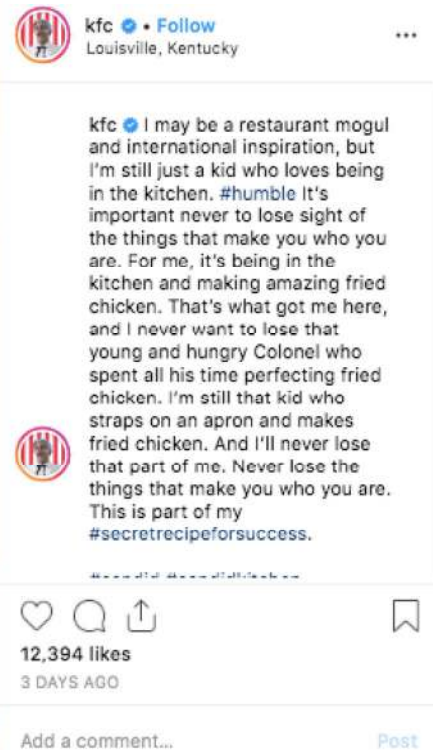 kfc • Follow
Louisville, Kentucky
kfc I may be a restaurant mogul
and international inspiration, but
I'm still just a kid who loves being
in the kitchen. #humble It's
important never to lose sight of
the things that make you who you
are. For me, it's being in the
kitchen and making amazing fried
chicken. That's what got me here,
and I never want to lose that
young and hungry Colonel who
spent all his time perfecting fried
chicken. I'm still that kid who
straps on an apron and makes
fried chicken. And I'll never lose
that part of me. Never lose the
things that make you who you are.
This is part of my
#secretrecipeforsuccess.
12,394 likes
3 DAYS AGO
Add a comment...
Post